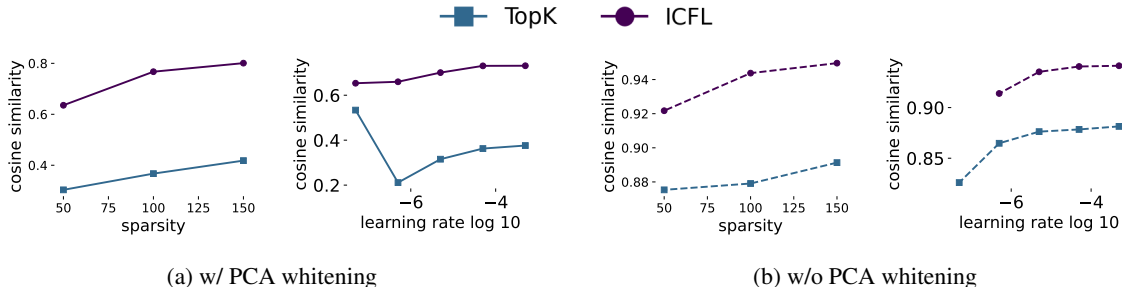 TopK ICFL
cosine similarity
0.8
0.6
0.4
50 75 100 125 150
sparsity
cosine similarity
0.6
0.4
0.2
−6 −4
learning rate log 10
cosine similarity
0.94
0.92
0.90
0.88
50 75 100 125 150
sparsity
cosine similarity
0.90
0.85
−6 −4
learning rate log 10
(a) w/ PCA whitening
(b) w/o PCA whitening